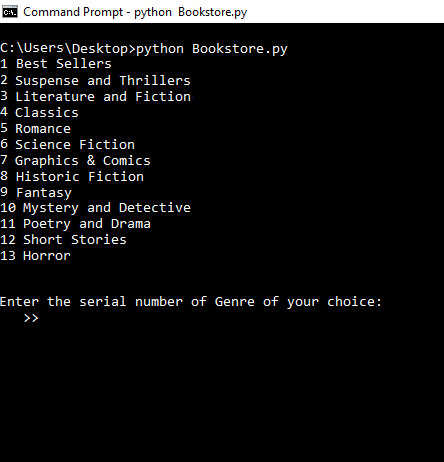 Command Prompt - python Bookstore.py
C:\Users\Desktop>python Bookstore.py
1 Best Sellers
2 Suspense and Thrillers
3 Literature and Fiction
4 Classics
5 Romance
6 Science Fiction
7 Graphics & Comics
8 Historic Fiction
9 Fantasy
10 Mystery and Detective
11 Poetry and Drama
12 Short Stories
13 Horror
Enter the serial number of Genre of your choice:
>>